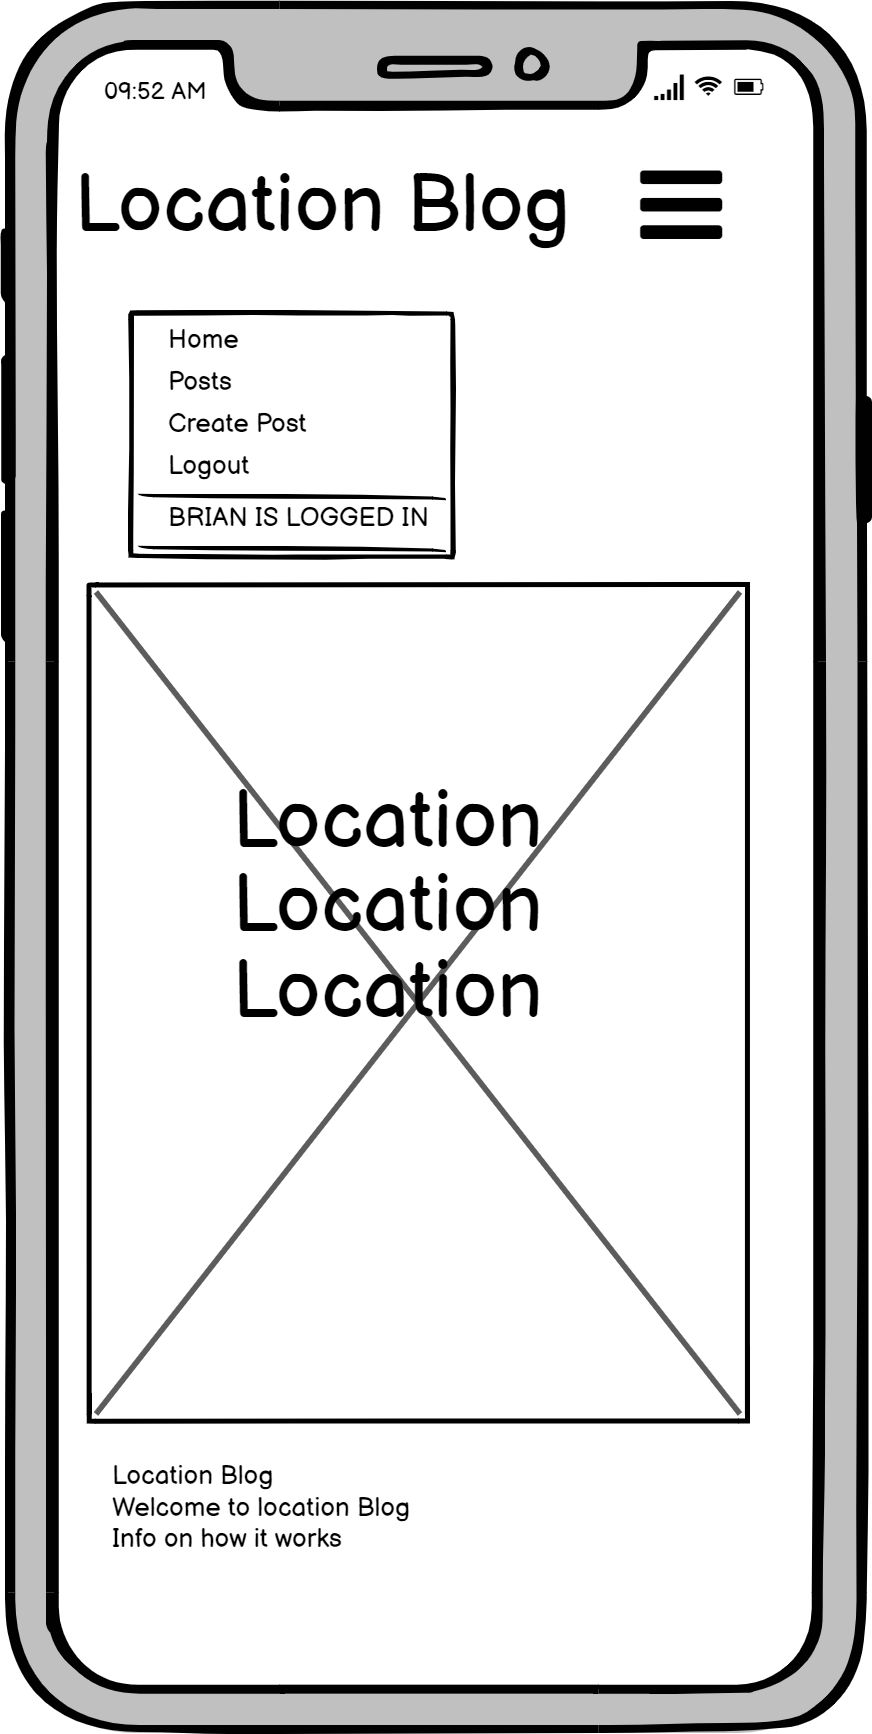 09:52 AM
Location Blog
Home
Posts
Create Post
Logout
BRIAN IS LOGGED IN
Location
Location
Location
Location Blog
Welcome to location Blog
Info on how it works